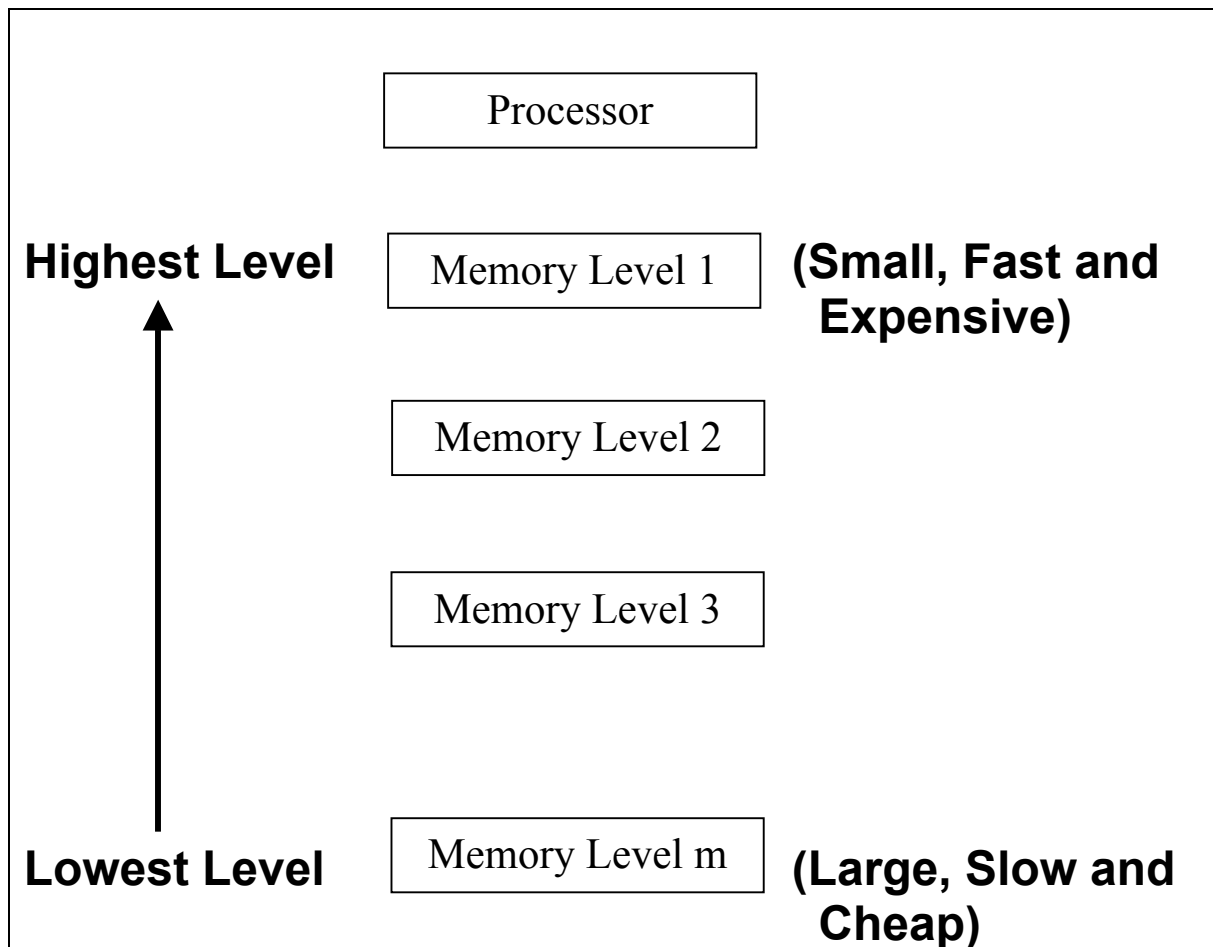 Processor
Highest Level
Memory Level 1
(Small, Fast and
Expensive)
Memory Level 2
Memory Level 3
Lowest Level
Memory Level m
(Large, Slow and
Cheap)